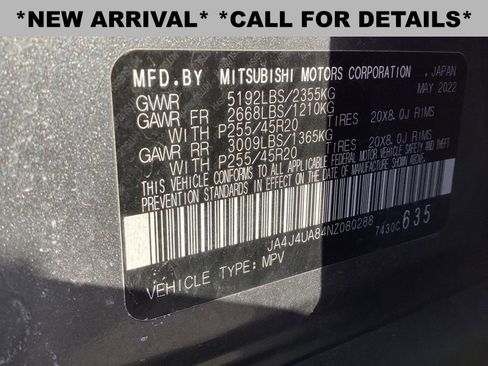 *NEW ARRIVAL* *CALL FOR DETAILS*
MFD.BY MITSUBISHI MOTORS CORPORATION , JAPAN
MAY 2022
GVWR 5192LBS/2355KG
GAWR FR 2668LBS/1210KG
WITH P255/45R20 TIRES 20X8.0J RIMS
GAWR RR 3009LBS/1365KG
WITH P255/45R20 TIRES 20X8.0J RIMS
THIS VEHICLE CONFORMS TO ALL APPLICABLE FEDERAL MOTOR VEHICLE SAFETY AND THEFT
PREVENTION STANDARDS IN EFFECT ON THE DATE OF MANUFACTURE SHOWN ABOVE.
JA4J4UA84NZ080288
7430C635
VEHICLE TYPE: MPV